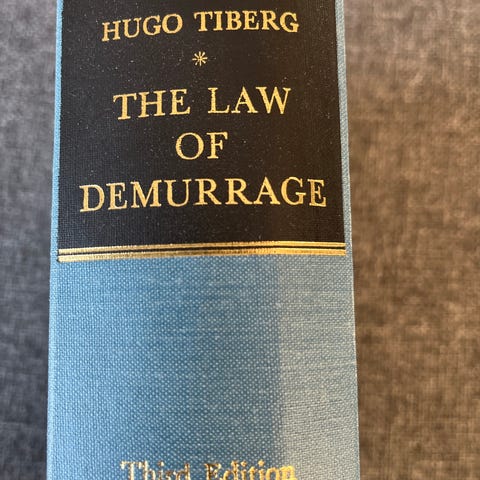 HUGO TIBERG
*
THE LAW
OF
DEMURRAGE
Third Edition